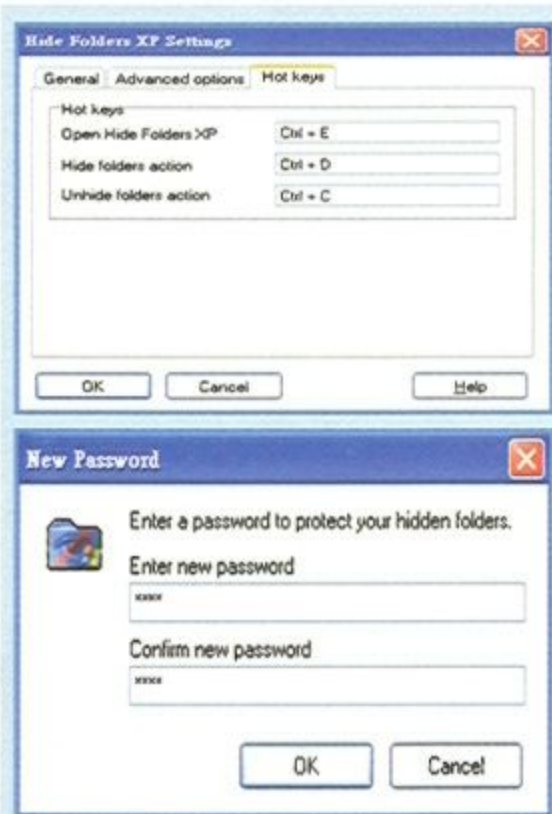 Hide Folders XP Settings
General Advanced options Hot keys
Hot keys
Open Hide Folders XP Ctrl + E
Hide folders action Ctrl + D
Unhide folders action Ctrl + C
OK Cancel Help
New Password
Enter a password to protect your hidden folders.
Enter new password
****
Confirm new password
****
OK Cancel